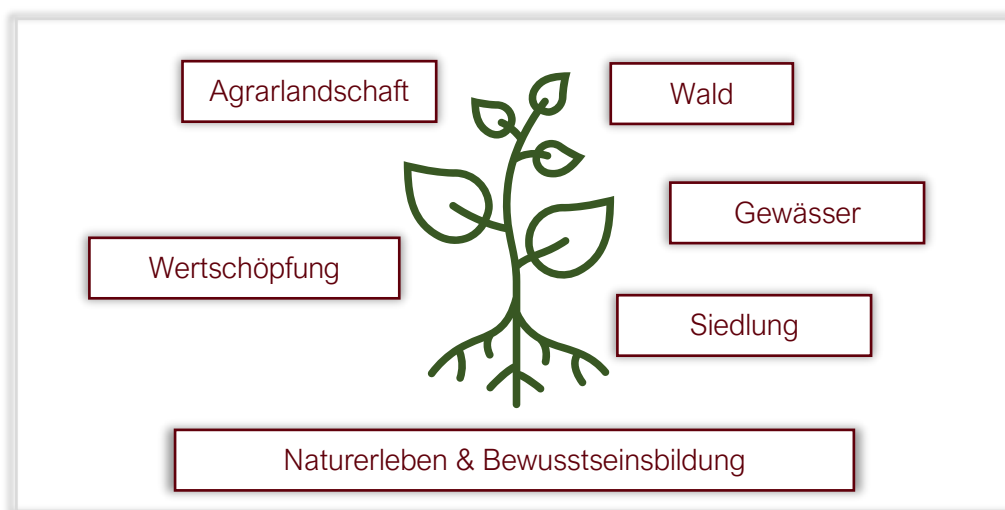 Agrarlandschaft
Wald
Gewässer
Wertschöpfung
Siedlung
Naturerleben & Bewusstseinsbildung